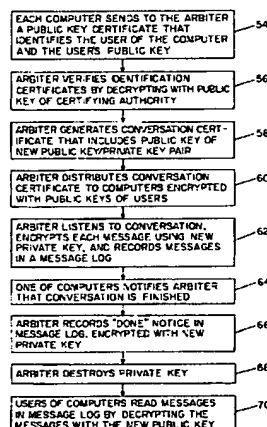 EACH COMPUTER SENDS TO THE ARBITER
A PUBLIC KEY CERTIFICATE THAT
IDENTIFIES THE USER OF THE COMPUTER
AND THE USERS PUBLIC KEY
54
ARBITER VERIFIES IDENTIFICATION
CERTIFICATES BY DECRYPTING WITH PUBLIC
KEY OF CERTIFYING AUTHORITY
56
ARBITER GENERATES CONVERSATION CERT-
IFICATE THAT INCLUDES PUBLIC KEY OF
NEW PUBLIC KEY/PRIVATE KEY PAIR
58
ARBITER DISTRIBUTES CONVERSATION
CERTIFICATE TO COMPUTERS ENCRYPTED
WITH PUBLIC KEYS OF USERS
60
ARBITER LISTENS TO CONVERSATION,
ENCRYPTS EACH MESSAGE USING NEW
PRIVATE KEY, AND RECORDS MESSAGES
IN A MESSAGE LOG
62
ONE OF COMPUTERS NOTIFIES ARBITER
THAT CONVERSATION IS FINISHED
64
ARBITER RECORDS "DONE" NOTICE IN
MESSAGE LOG, ENCRYPTED WITH NEW
PRIVATE KEY
66
ARBITER DESTROYS PRIVATE KEY
68
USERS OF COMPUTERS READ MESSAGES
IN MESSAGE LOG BY DECRYPTING THE
MESSAGES WITH THE NEW PUBLIC KEY
70